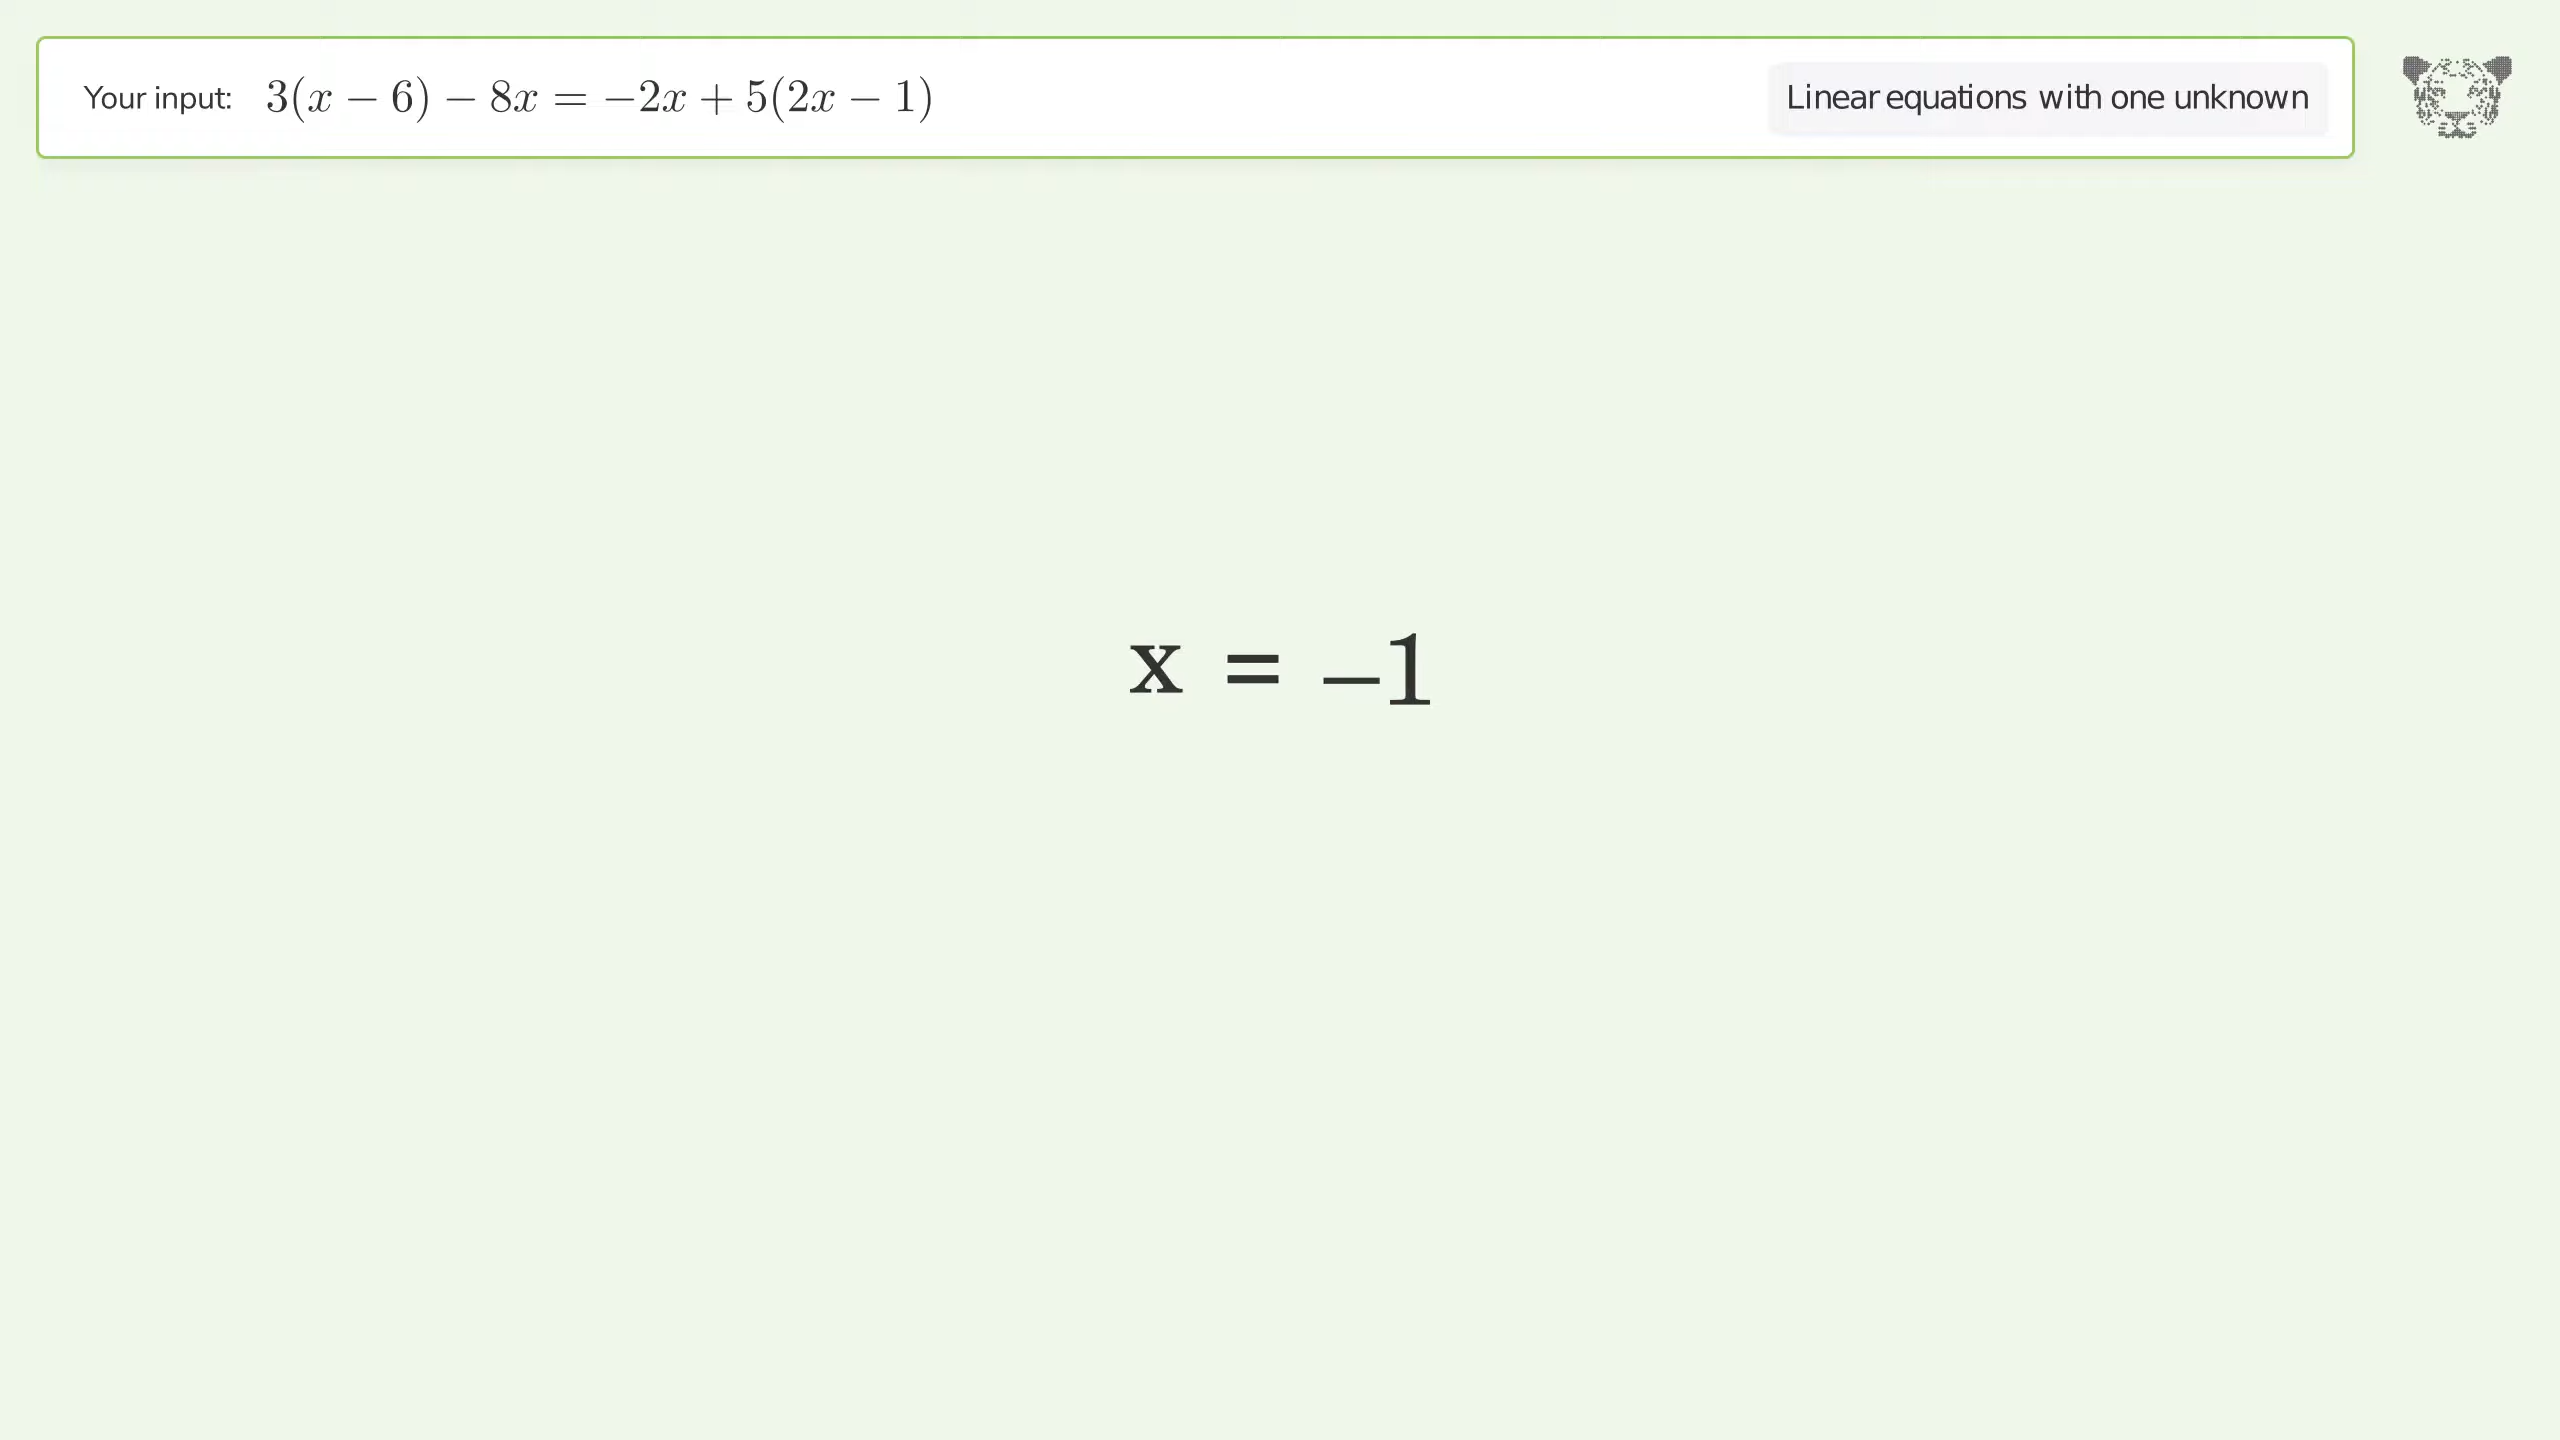 Your input: 3(x − 6) − 8x = −2x + 5(2x − 1)
Linear equations with one unknown
x = −1